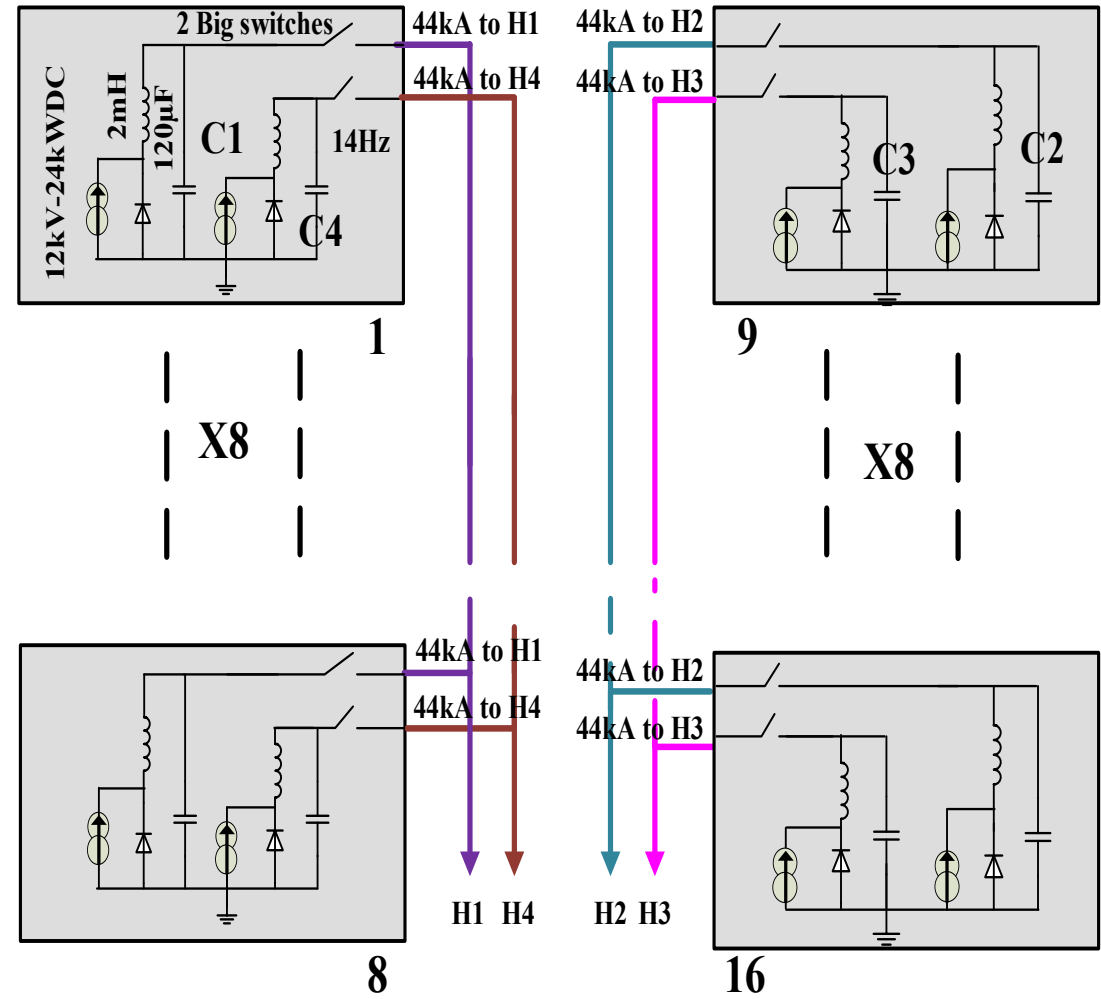 2 Big switches
44kA to H1
44kA to H4
12kV-24kWDC
2mH
120µF
C1
14Hz
C4
1
44kA to H2
44kA to H3
C3
C2
9
X8
X8
44kA to H1
44kA to H4
8
44kA to H2
44kA to H3
16
H1 H4
H2 H3